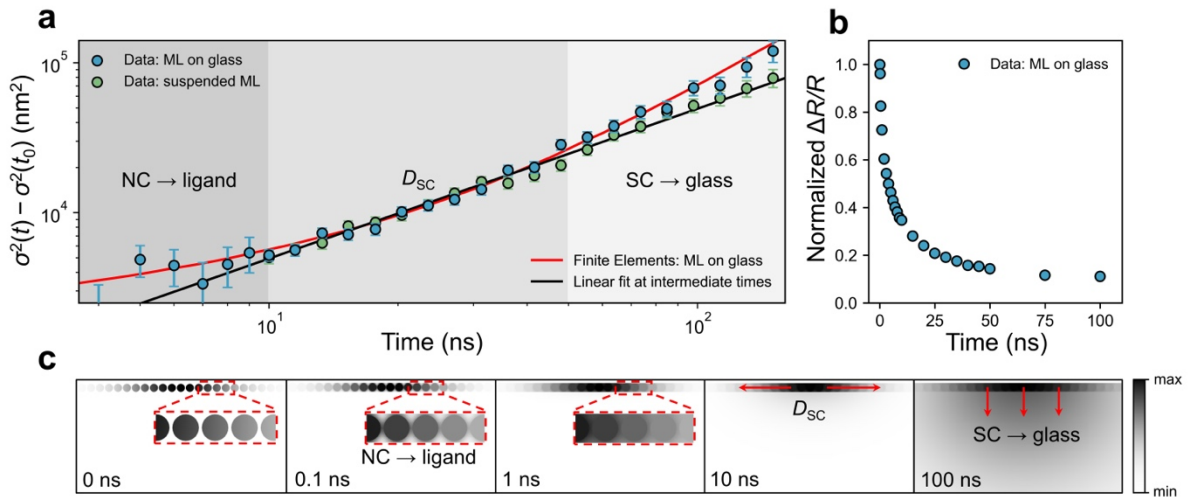 a
σ²(t) − σ²(t₀) (nm²)
10⁵
10⁴
Data: ML on glass
Data: suspended ML
NC → ligand
D_SC
SC → glass
Finite Elements: ML on glass
Linear fit at intermediate times
10¹
10²
Time (ns)
b
Normalized ΔR/R
1.0
0.8
0.6
0.4
0.2
0.0
Data: ML on glass
0
25
50
75
100
Time (ns)
c
0 ns
NC → ligand
0.1 ns
1 ns
D_SC
10 ns
SC → glass
100 ns
max
min